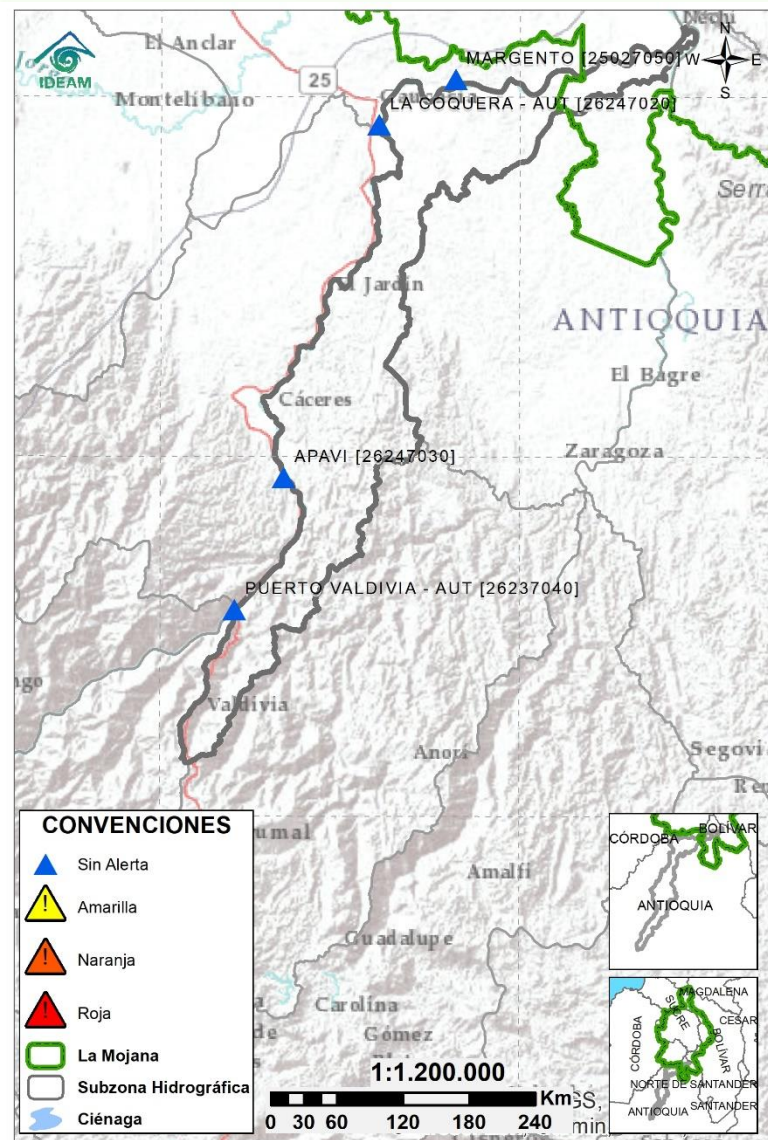 Nechí
El Anclar
N
MARGENTO [25027050]
W
E
IDEAM
25
S
Montelíbano
Caucasia
LA COQUERA - AUT [26247020]
El Jardín
ANTIOQUIA
El Bagre
Cáceres
Zaragoza
APAVI [26247030]
PUERTO VALDIVIA - AUT [26237040]
Valdivia
Anorí
CONVENCIONES
Sin Alerta
Amarilla
Naranja
Roja
La Mojana
Subzona Hidrográfica
Ciénaga
Amalfi
Guadalupe
Carolina
Gómez
1:1.200.000
Km
0 30 60 120 180 240
CÓRDOBA
BOLÍVAR
ANTIOQUIA
MAGDALENA
SUCRE
CESAR
CÓRDOBA
BOLÍVAR
NORTE DE SANTANDER
ANTIOQUIA
SANTANDER